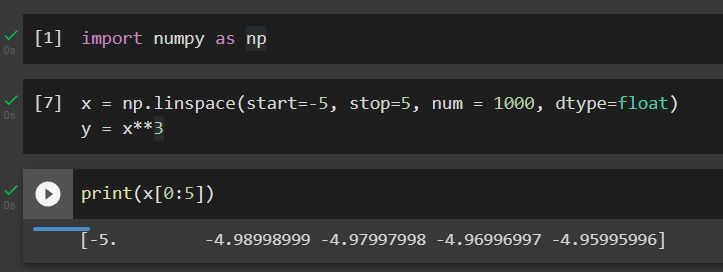 [1] import numpy as np
0s
[7] x = np.linspace(start=-5, stop=5, num = 1000, dtype=float)
0s
y = x**3
print(x[0:5])
0s
[-5.         -4.98998999 -4.97997998 -4.96996997 -4.95995996]